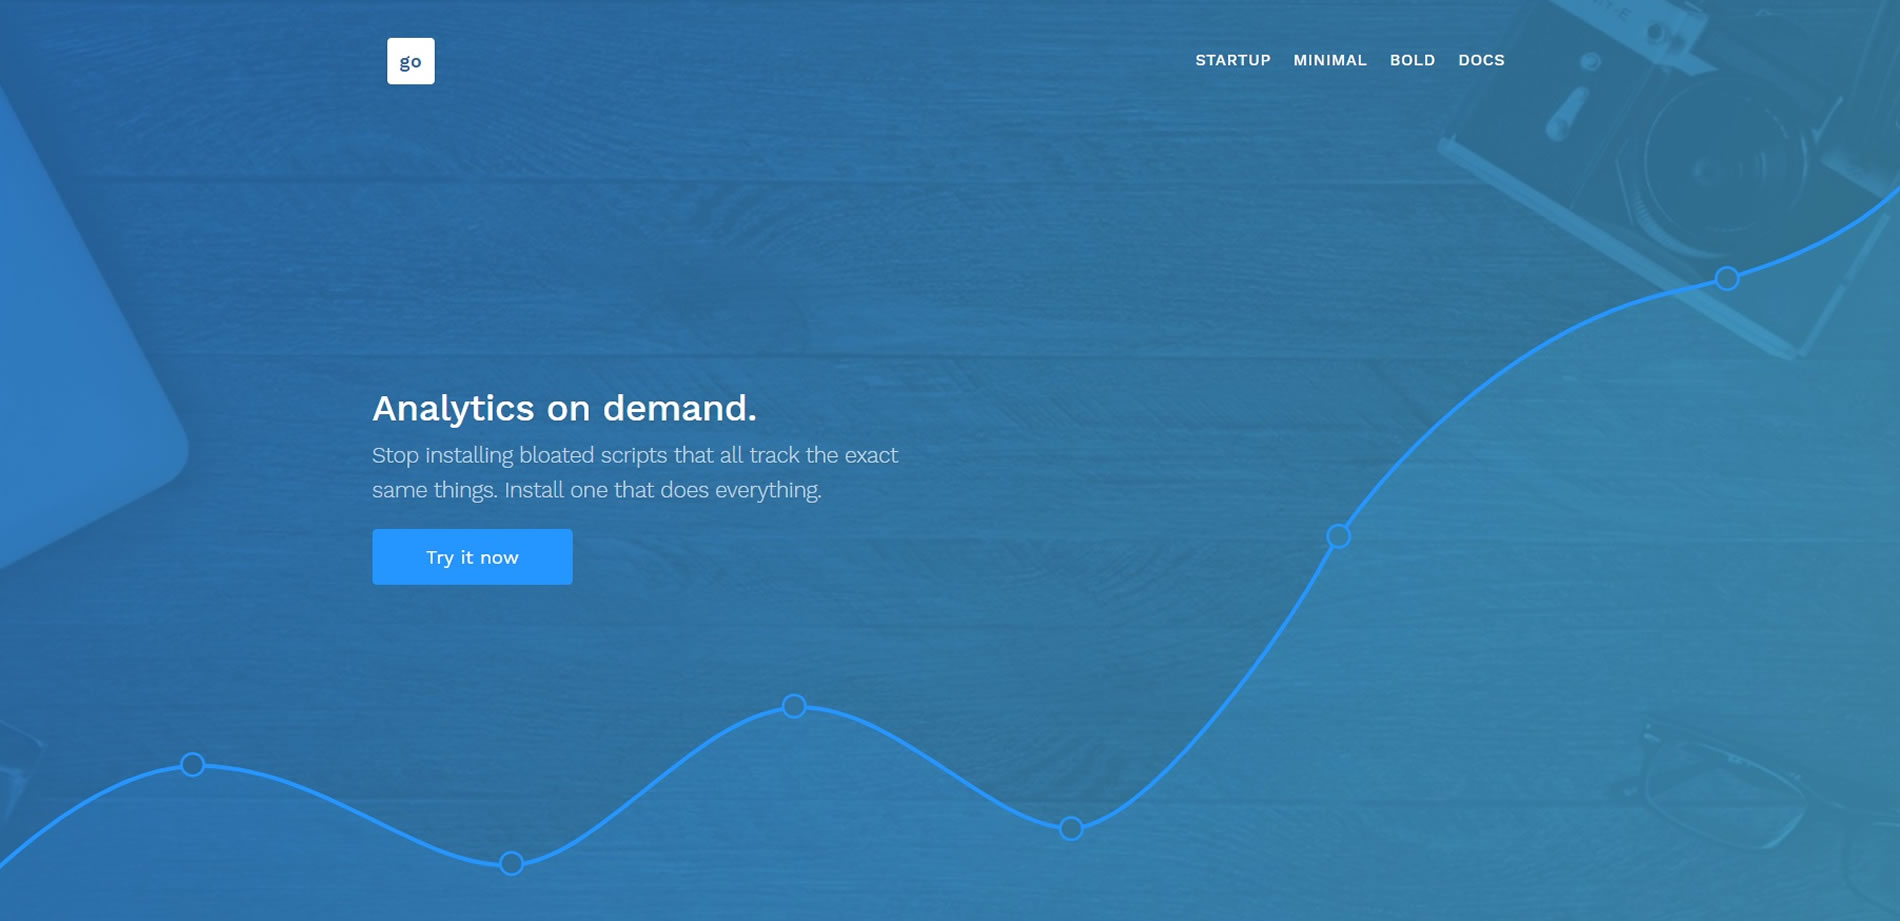 go
STARTUP MINIMAL BOLD DOCS
Analytics on demand.
Stop installing bloated scripts that all track the exact
same things. Install one that does everything.
Try it now